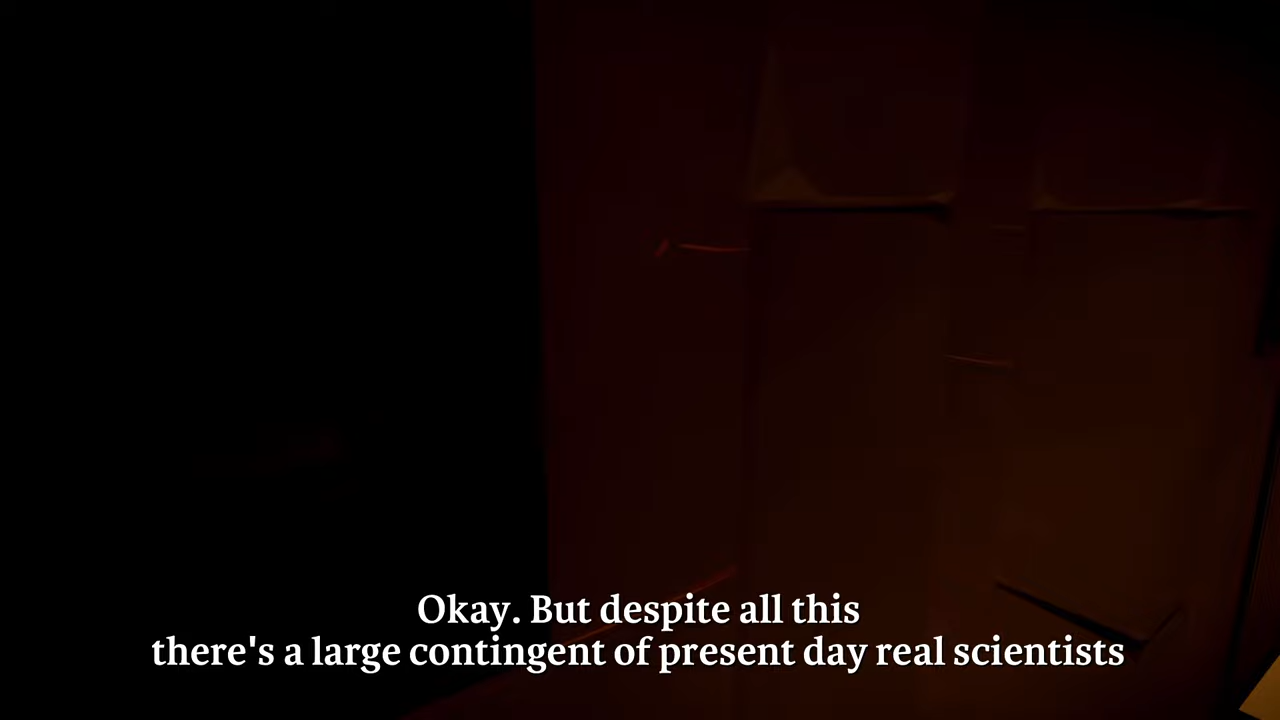 Okay. But despite all this
there's a large contingent of present day real scientists